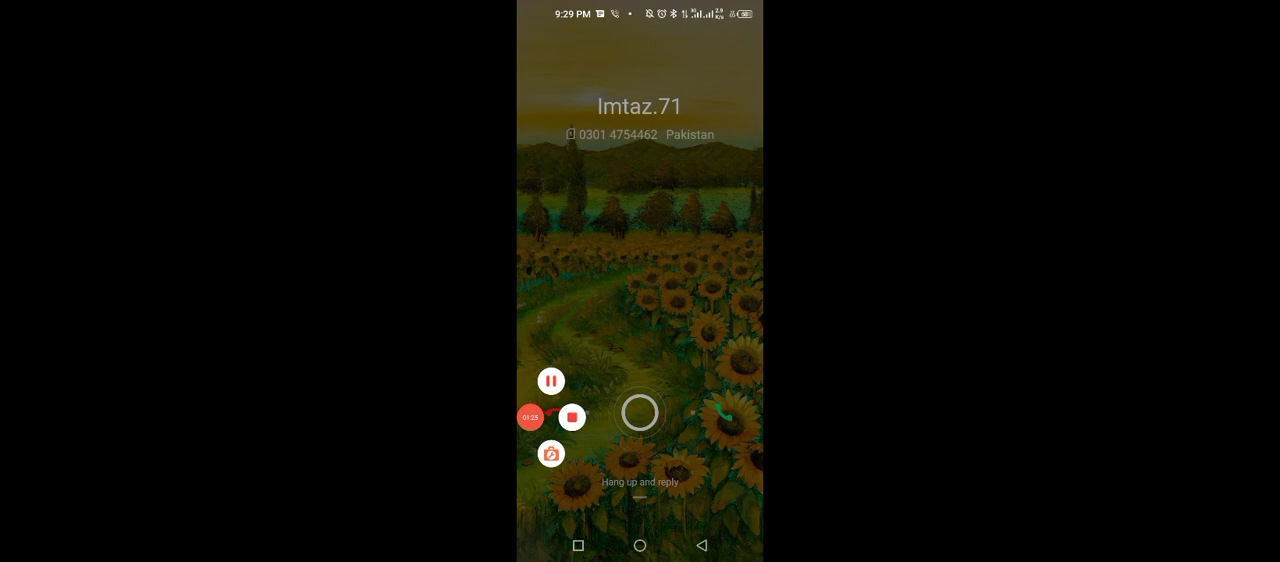 9:29 PM
Imtaz.71
0301 4754462 Pakistan
01:25
Hang up and reply